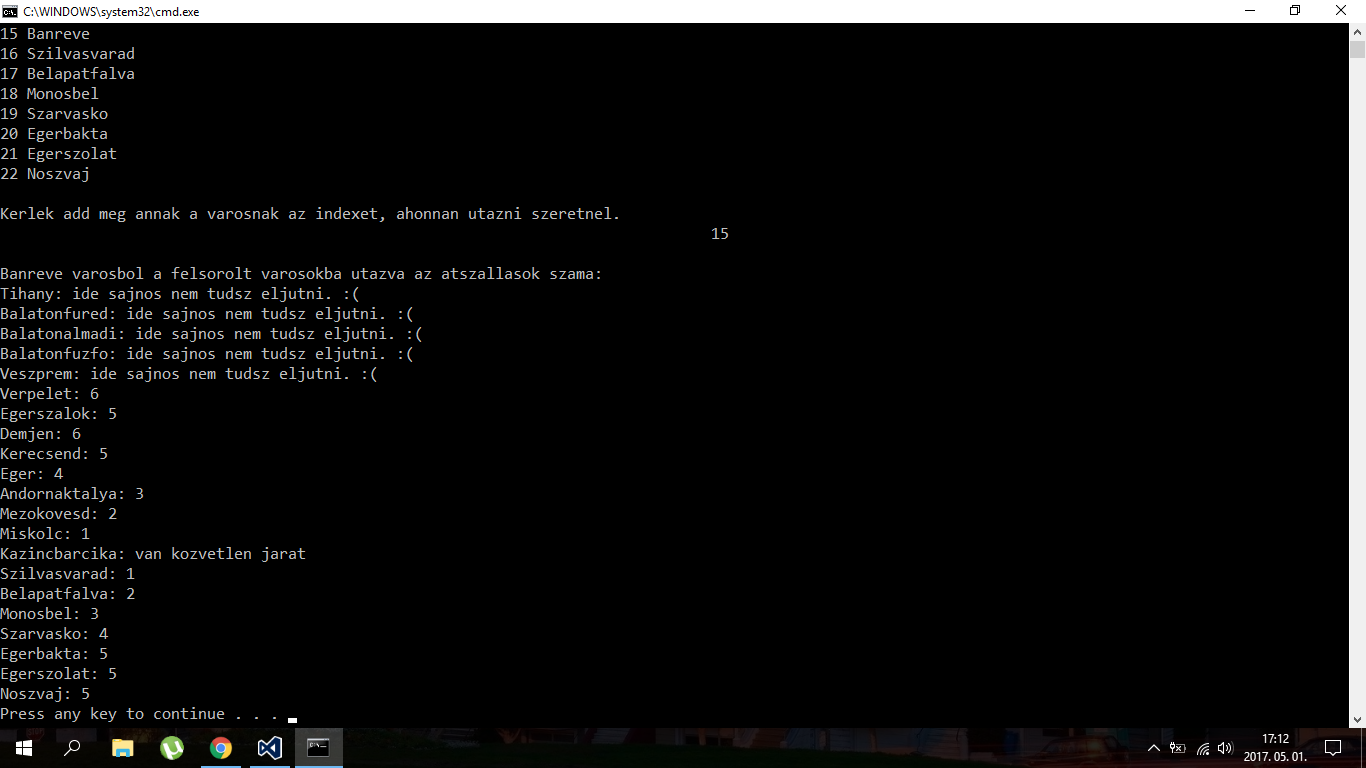 C:\WINDOWS\system32\cmd.exe
15 Banreve
16 Szilvasvarad
17 Belapatfalva
18 Monosbel
19 Szarvasko
20 Egerbakta
21 Egerszolat
22 Noszvaj
Kerlek add meg annak a varosnak az indexet, ahonnan utazni szeretnel.
15
Banreve varosbol a felsorolt varosokba utazva az atszallasok szama:
Tihany: ide sajnos nem tudsz eljutni. :(
Balatonfured: ide sajnos nem tudsz eljutni. :(
Balatonalmadi: ide sajnos nem tudsz eljutni. :(
Balatonfuzfo: ide sajnos nem tudsz eljutni. :(
Veszprem: ide sajnos nem tudsz eljutni. :(
Verpelet: 6
Egerszalok: 5
Demjen: 6
Kerecsend: 5
Eger: 4
Andornaktalya: 3
Mezokovesd: 2
Miskolc: 1
Kazincbarcika: van kozvetlen jarat
Szilvasvarad: 1
Belapatfalva: 2
Monosbel: 3
Szarvasko: 4
Egerbakta: 5
Egerszolat: 5
Noszvaj: 5
Press any key to continue . . .
17:12
2017. 05. 01.